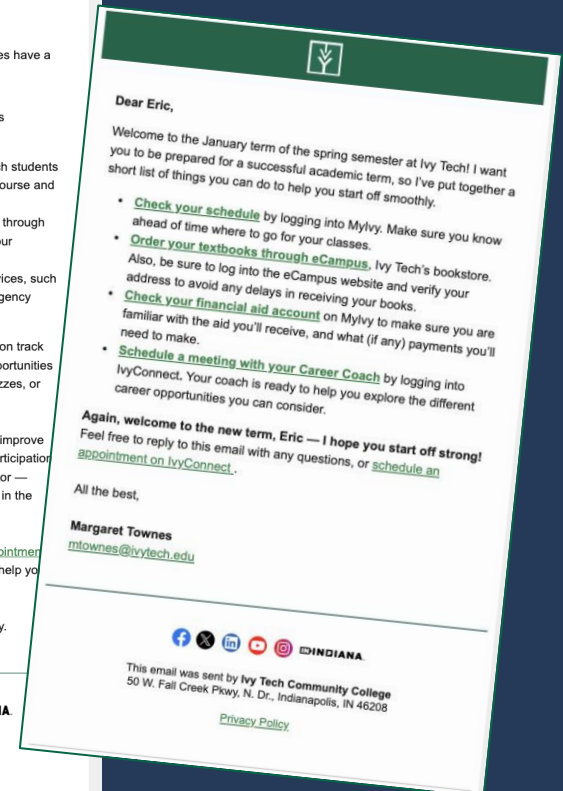 es have a
s
h students
ourse and
through
ur
ices, such
gency
on track
portunities
zzes, or
improve
rticipation
or —
in the
ointmen
help yo
y.
IA.
Dear Eric,
Welcome to the January term of the spring semester at Ivy Tech! I want
you to be prepared for a successful academic term, so I've put together a
short list of things you can do to help you start off smoothly.
• Check your schedule by logging into MyIvy. Make sure you know
ahead of time where to go for your classes.
• Order your textbooks through eCampus, Ivy Tech's bookstore.
Also, be sure to log into the eCampus website and verify your
address to avoid any delays in receiving your books.
• Check your financial aid account on MyIvy to make sure you are
familiar with the aid you'll receive, and what (if any) payments you'll
need to make.
• Schedule a meeting with your Career Coach by logging into
IvyConnect. Your coach is ready to help you explore the different
career opportunities you can consider.
Again, welcome to the new term, Eric — I hope you start off strong!
Feel free to reply to this email with any questions, or schedule an
appointment on IvyConnect .
All the best,
Margaret Townes
mtownes@ivytech.edu
INDIANA.
This email was sent by Ivy Tech Community College
50 W. Fall Creek Pkwy, N. Dr., Indianapolis, IN 46208
Privacy Policy